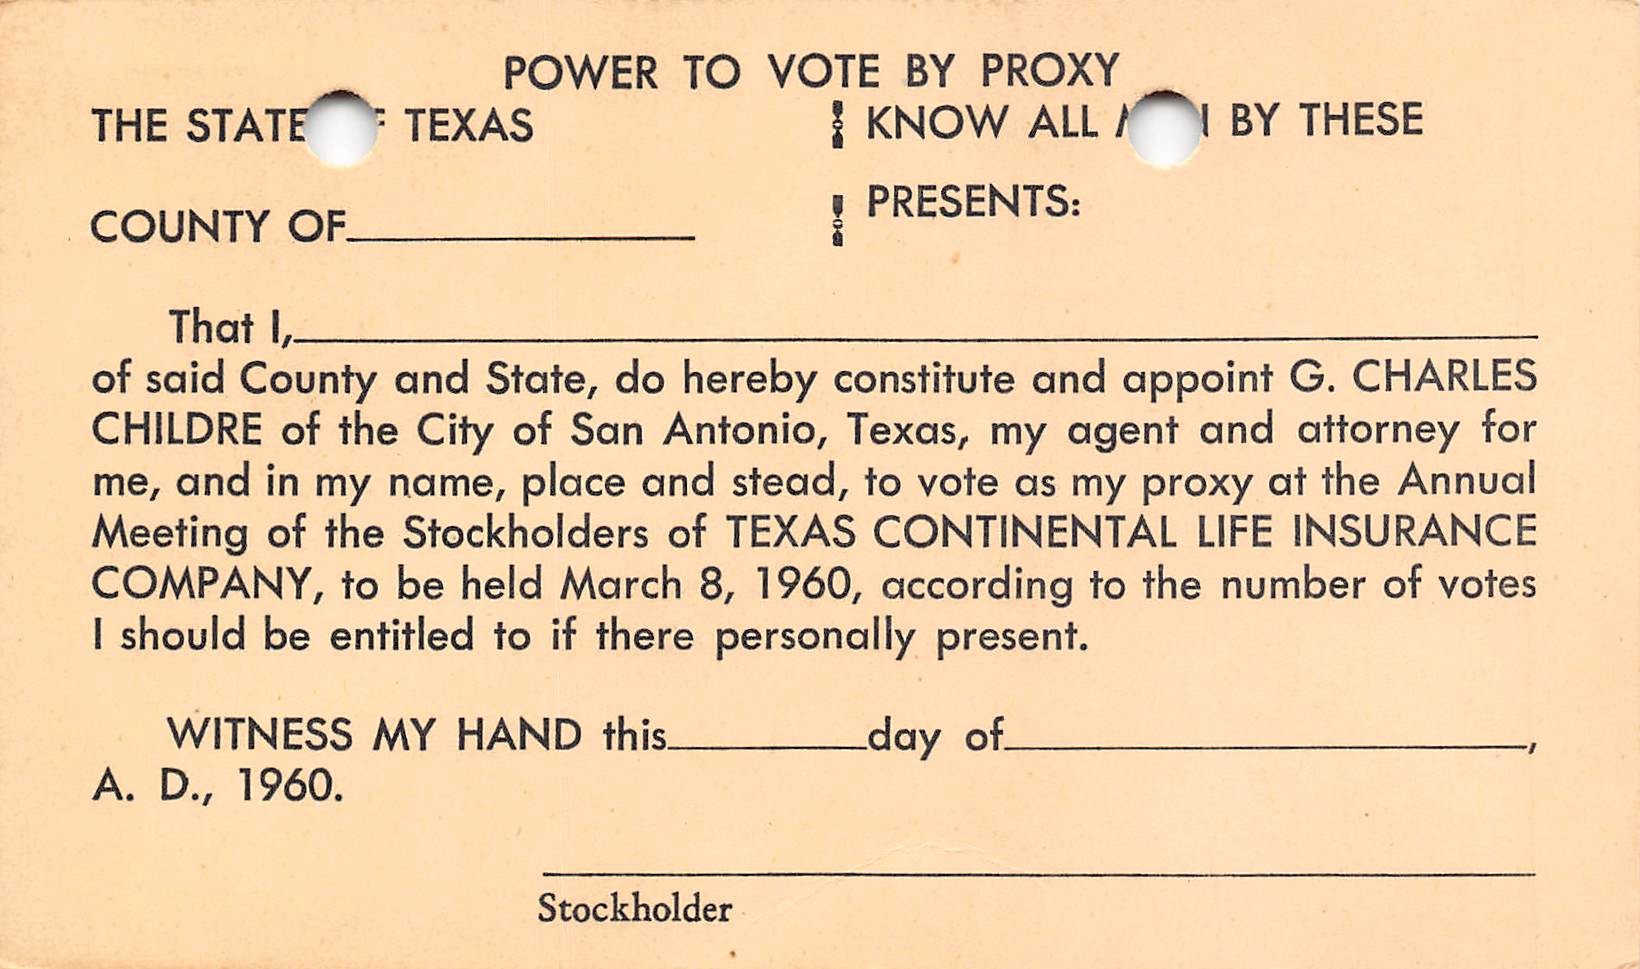 POWER TO VOTE BY PROXY
THE STATE TEXAS
KNOW ALL BY THESE
COUNTY OF
PRESENTS:
That I,
of said County and State, do hereby constitute and appoint G. CHARLES
CHILDRE of the City of San Antonio, Texas, my agent and attorney for
me, and in my name, place and stead, to vote as my proxy at the Annual
Meeting of the Stockholders of TEXAS CONTINENTAL LIFE INSURANCE
COMPANY, to be held March 8, 1960, according to the number of votes
I should be entitled to if there personally present.
WITNESS MY HAND this day of ,
A. D., 1960.
Stockholder